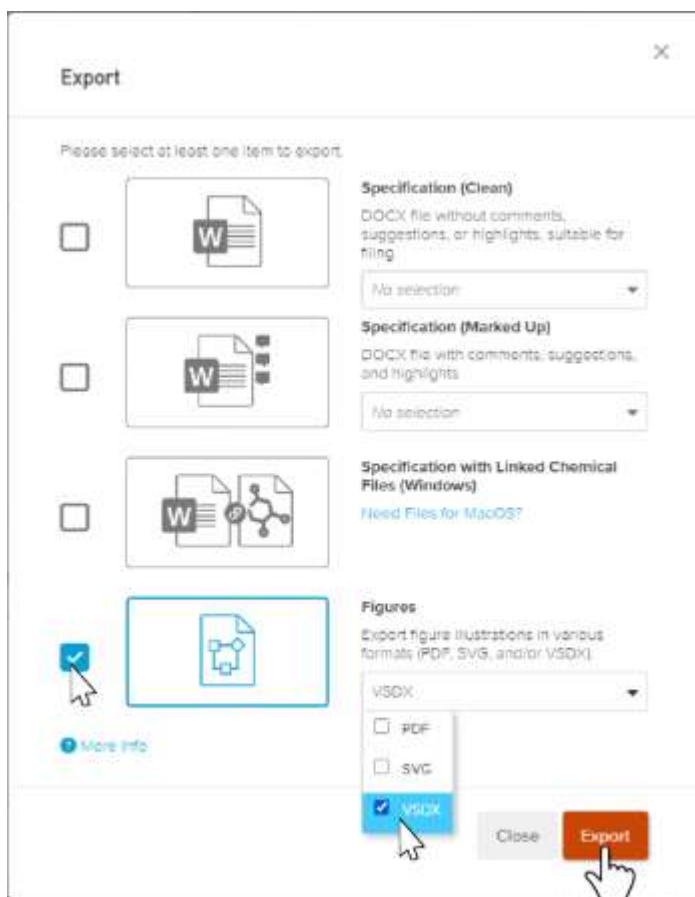 Export
Please select at least one item to export.
Specification (Clean)
DOCX file without comments,
suggestions, or highlights, suitable for
filing
No selection
Specification (Marked Up)
DOCX file with comments, suggestions,
and highlights
No selection
Specification with Linked Chemical
Files (Windows)
Need Files for MacOS?
Figures
Export figure illustrations in various
formats (PDF, SVG, and/or VSDX)
VSDX
PDF
SVG
VSDX
? More Info
Close
Export
W
W
W